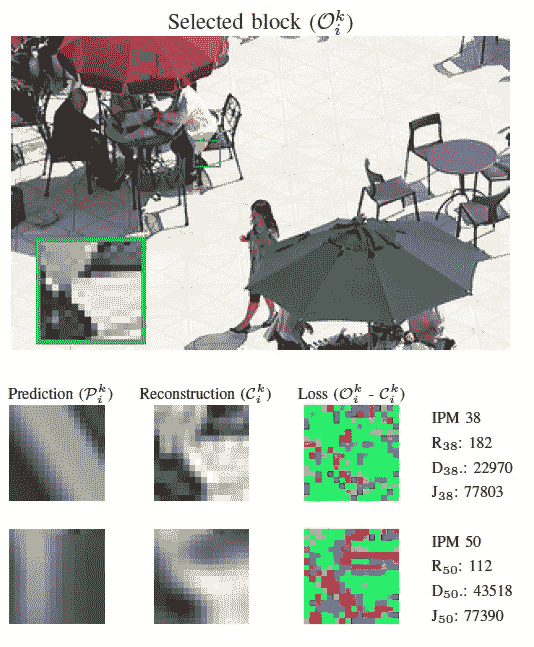 Selected block (𝒪ᵢᵏ)
Prediction (𝒫ᵢᵏ) Reconstruction (𝒞ᵢᵏ) Loss (𝒪ᵢᵏ - 𝒞ᵢᵏ)
IPM 38
R₃₈: 182
D₃₈.: 22970
J₃₈: 77803
IPM 50
R₅₀: 112
D₅₀.: 43518
J₅₀: 77390